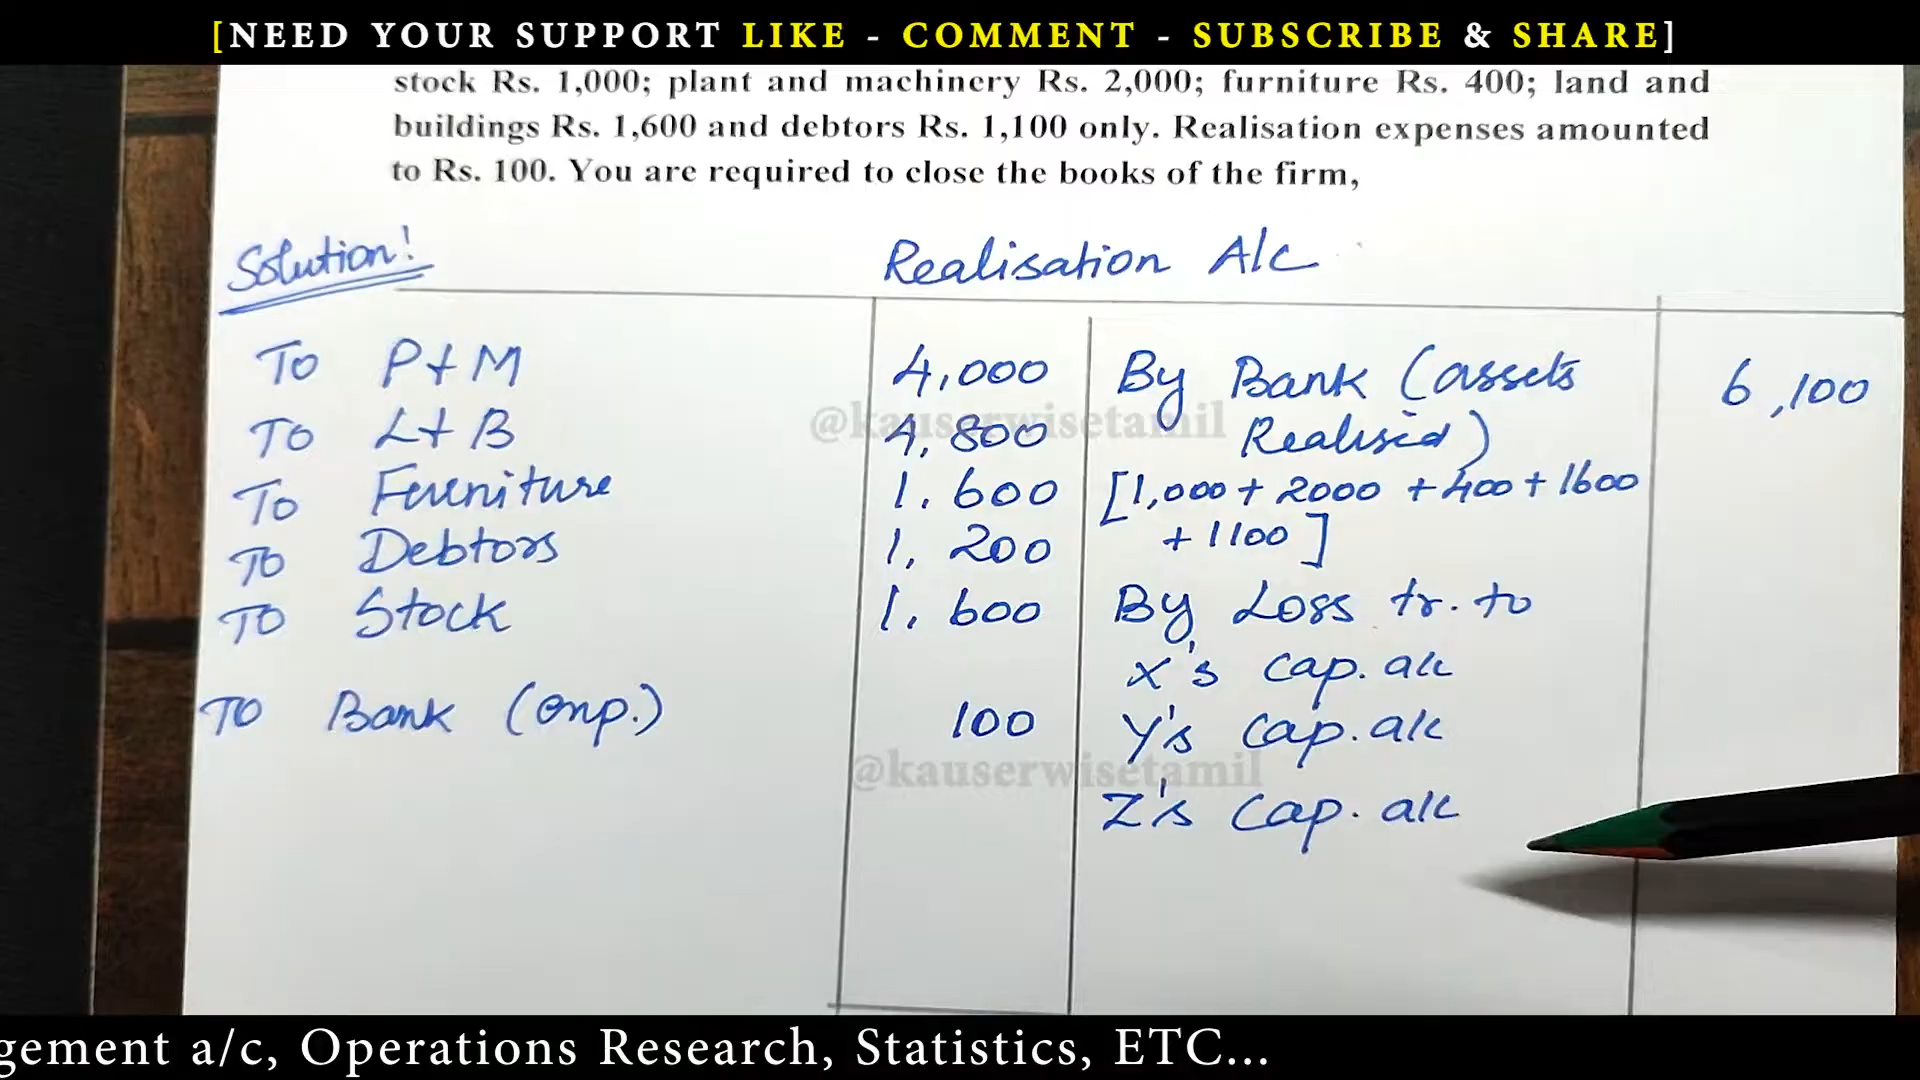 [NEED YOUR SUPPORT LIKE - COMMENT - SUBSCRIBE & SHARE]
stock Rs. 1,000; plant and machinery Rs. 2,000; furniture Rs. 400; land and
buildings Rs. 1,600 and debtors Rs. 1,100 only. Realisation expenses amounted
to Rs. 100. You are required to close the books of the firm,
Solution!
Realisation A/c
To P+M 4,000 By Bank (assets 6,100
To L+B 4,800 Realised)
To Furniture 1,600 [1,000 + 2000 + 400 + 1600
To Debtors 1,200 + 1100]
To Stock 1,600 By Loss tr. to
X's Cap. a/c
To Bank (exp.) 100 Y's Cap. a/c
Z's Cap. a/c
@kauserwisetamil
@kauserwisetamil
gement a/c, Operations Research, Statistics, ETC...